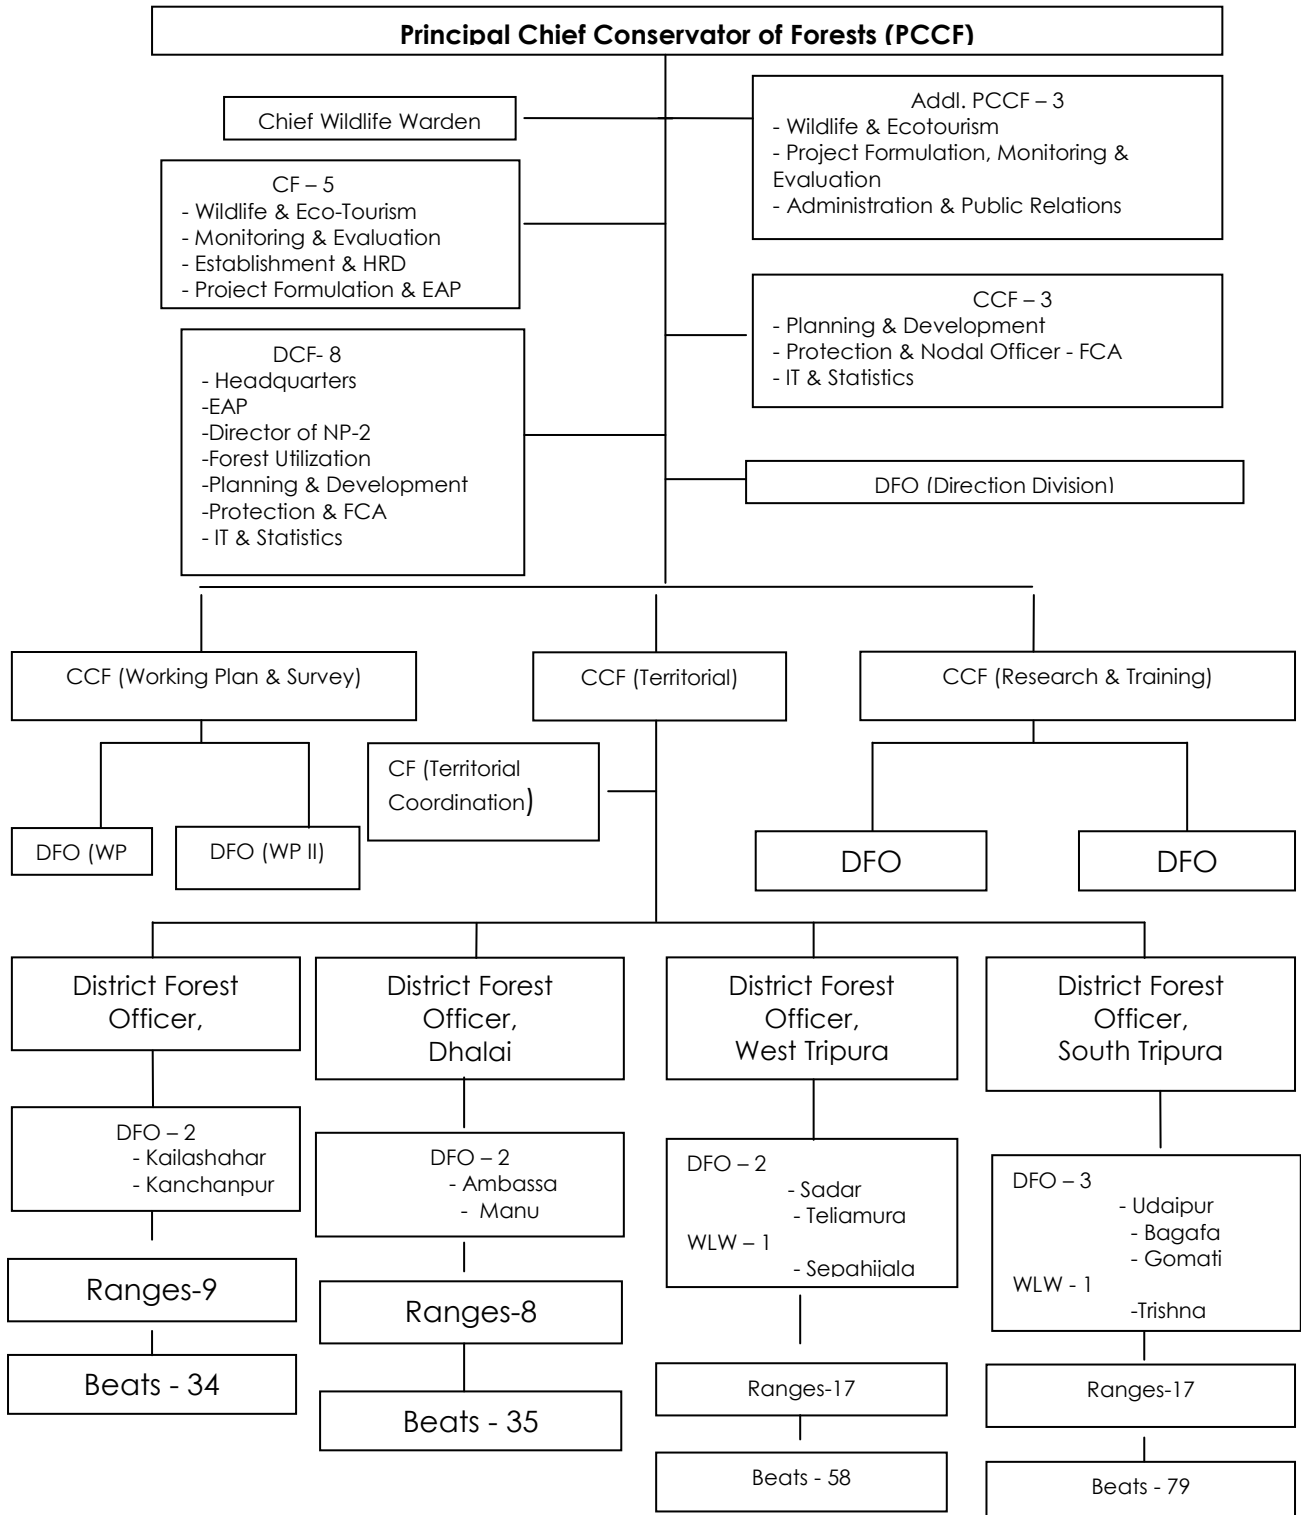 Principal Chief Conservator of Forests (PCCF)
Chief Wildlife Warden
Addl. PCCF – 3
- Wildlife & Ecotourism
- Project Formulation, Monitoring &
Evaluation
- Administration & Public Relations
CF – 5
- Wildlife & Eco-Tourism
- Monitoring & Evaluation
- Establishment & HRD
- Project Formulation & EAP
CCF – 3
- Planning & Development
- Protection & Nodal Officer - FCA
- IT & Statistics
DCF- 8
- Headquarters
-EAP
-Director of NP-2
-Forest Utilization
-Planning & Development
-Protection & FCA
- IT & Statistics
DFO (Direction Division)
CCF (Working Plan & Survey)
CCF (Territorial)
CCF (Research & Training)
CF (Territorial
Coordination)
DFO (WP
DFO (WP II)
DFO
DFO
District Forest
Officer,
District Forest
Officer,
Dhalai
District Forest
Officer,
West Tripura
District Forest
Officer,
South Tripura
DFO – 2
- Kailashahar
- Kanchanpur
DFO – 2
- Ambassa
- Manu
DFO – 2
- Sadar
- Teliamura
WLW – 1
- Sepahijala
DFO – 3
- Udaipur
- Bagafa
- Gomati
WLW - 1
-Trishna
Ranges-9
Ranges-8
Ranges-17
Ranges-17
Beats - 34
Beats - 35
Beats - 58
Beats - 79